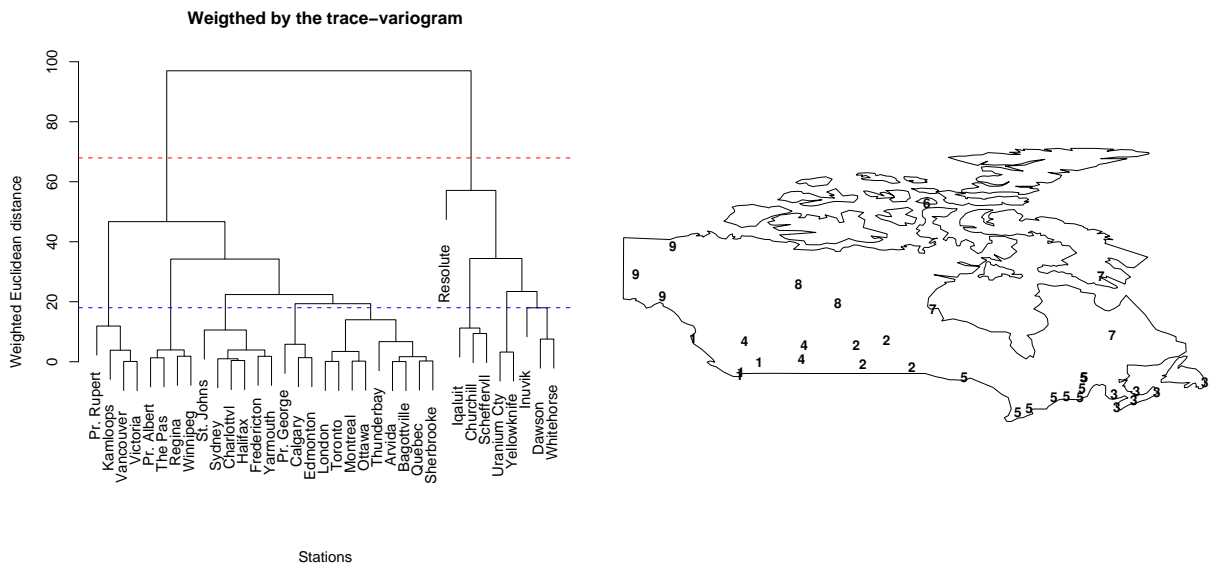 Weigthed by the trace−variogram
Weighted Euclidean distance
100
80
60
40
20
0
Pr. Rupert
Kamloops
Vancouver
Victoria
Pr. Albert
The Pas
Regina
Winnipeg
St. Johns
Sydney
Charlottvl
Halifax
Fredericton
Yarmouth
Pr. George
Calgary
Edmonton
London
Toronto
Montreal
Ottawa
Thunderbay
Arvida
Bagottville
Quebec
Sherbrooke
Resolute
Iqaluit
Churchill
Scheffervll
Uranium Cty
Yellowknife
Inuvik
Dawson
Whitehorse
Stations
6
9
9
7
8
9
8
7
1
4
4
2
2
7
4
1
2
2
1
1
5
5
5
5
3
3
3
3
3
3
5
5
5
5
5